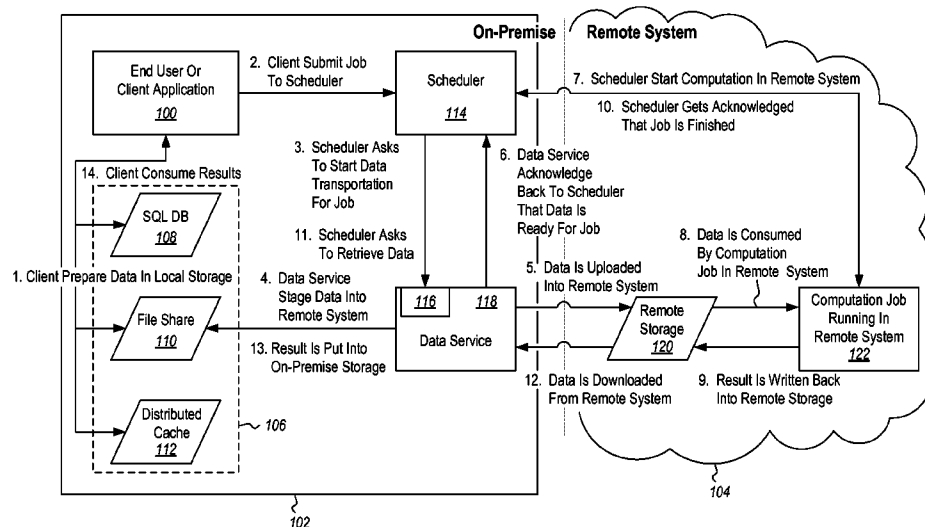 On-Premise
Remote System
End User Or
Client Application
100
2. Client Submit Job
To Scheduler
Scheduler
114
7. Scheduler Start Computation In Remote System
10. Scheduler Gets Acknowledged
That Job Is Finished
3. Scheduler Asks
To Start Data
Transportation
For Job
6. Data Service
Acknowledge
Back To Scheduler
That Data Is
Ready For Job
14. Client Consume Results
SQL DB
108
11. Scheduler Asks
To Retrieve Data
8. Data Is Consumed
By Computation
Job In Remote System
1. Client Prepare Data In Local Storage
4. Data Service
Stage Data Into
Remote System
5. Data Is Uploaded
Into Remote System
116
118
Data Service
File Share
110
Remote
Storage
120
Computation Job
Running In
Remote System
122
13. Result Is Put Into
On-Premise Storage
12. Data Is Downloaded
From Remote System
9. Result Is Written Back
Into Remote Storage
Distributed
Cache
112
106
104
102